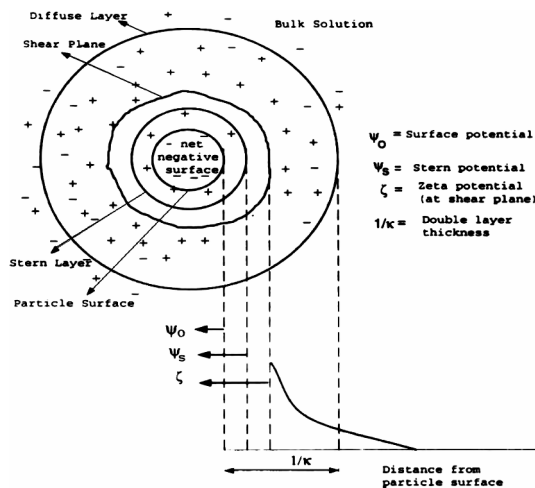 Diffuse Layer
Bulk Solution
Shear Plane
net
negative
surface
Ψo = Surface potential
Ψs = Stern potential
ζ = Zeta potential
(at shear plane)
1/κ = Double layer
thickness
Stern Layer
Particle Surface
Ψo
Ψs
ζ
1/κ
Distance from
particle surface